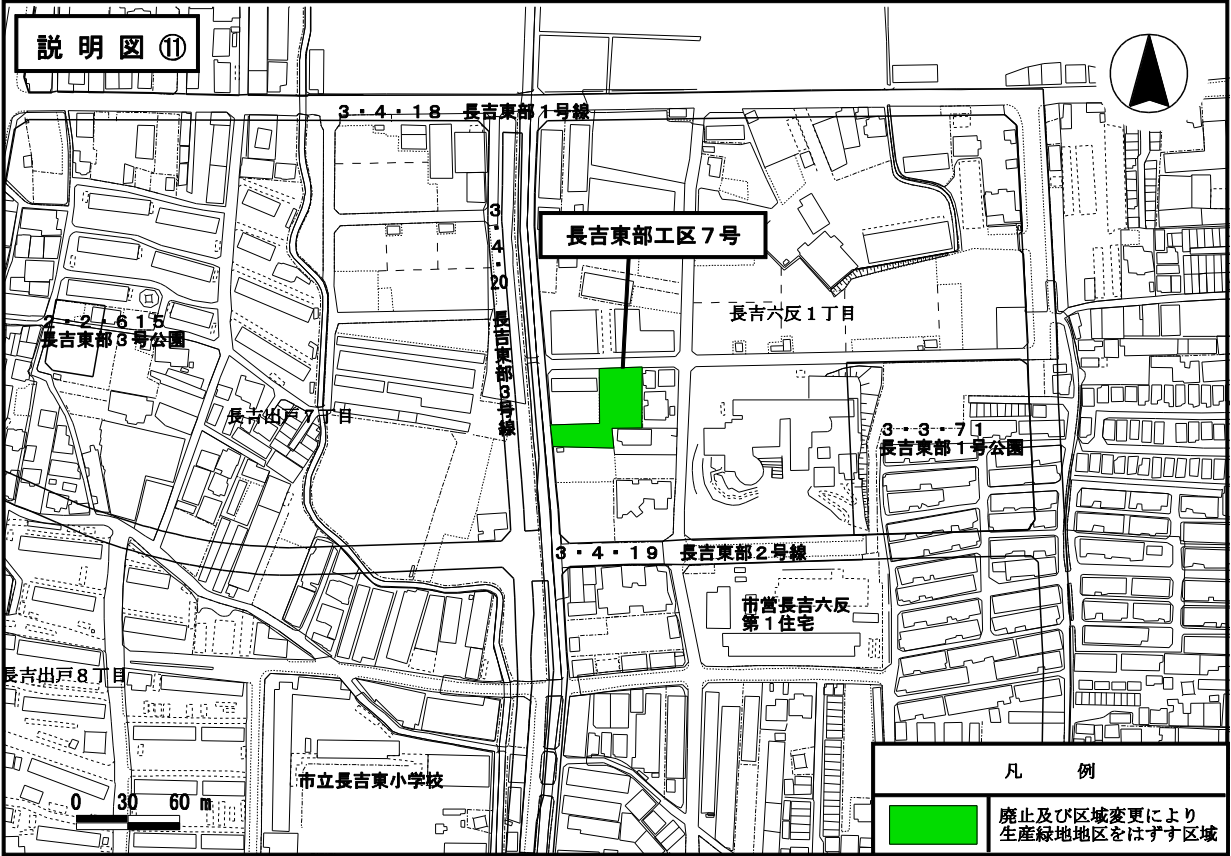 説明図 ⑪
3・4・18 長吉東部1号線
3・4・20 長吉東部3号線
長吉東部工区7号
長吉六反1丁目
2・2・615
長吉東部3号公園
長吉出戸7丁目
3・3・71
長吉東部1号公園
3・4・19 長吉東部2号線
市営長吉六反
第1住宅
長吉出戸8丁目
市立長吉東小学校
0 30 60 m
凡例
廃止及び区域変更により
生産緑地地区をはずす区域